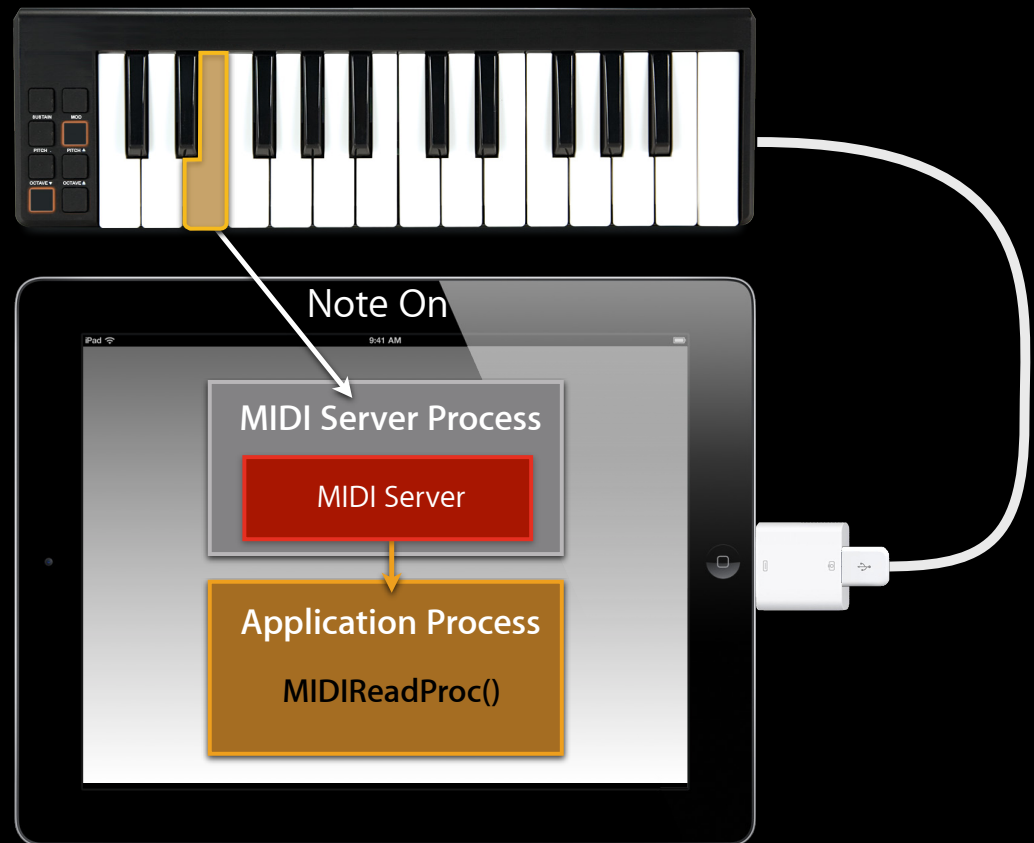 SUSTAIN MOD
PITCH - PITCH +
OCTAVE OCTAVE
Note On
iPad 9:41 AM
MIDI Server Process
MIDI Server
Application Process
MIDIReadProc()